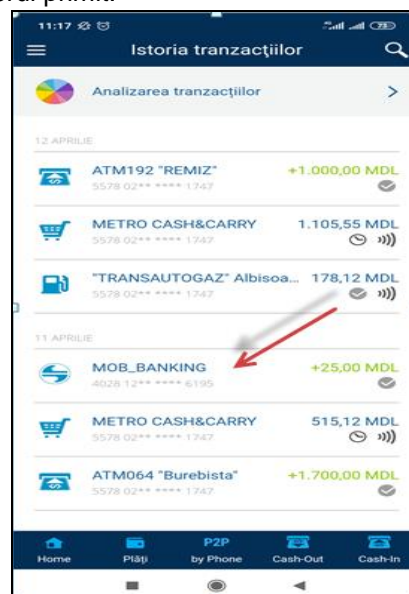 11:17
72
Istoria tranzacţiilor
Analizarea tranzacțiilor
12 APRILIE
ATM192 "REMIZ" +1.000,00 MDL
5578 02** **** 1747
METRO CASH&CARRY 1.105,55 MDL
5578 02** **** 1747
"TRANSAUTOGAZ" Albisoa... 178,12 MDL
5578 02** **** 1747
11 APRILIE
MOB_BANKING +25,00 MDL
4028 12** **** 6195
METRO CASH&CARRY 515,12 MDL
5578 02** **** 1747
ATM064 "Burebista" +1.700,00 MDL
5578 02** **** 1747
P2P
Home Plăți by Phone Cash-Out Cash-In